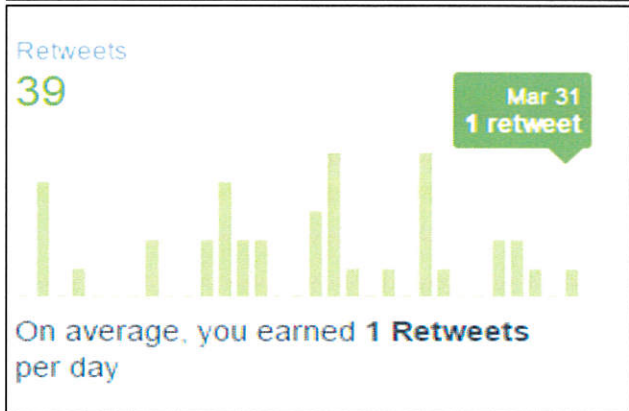 Retweets
39
Mar 31
1 retweet
On average, you earned 1 Retweets
per day